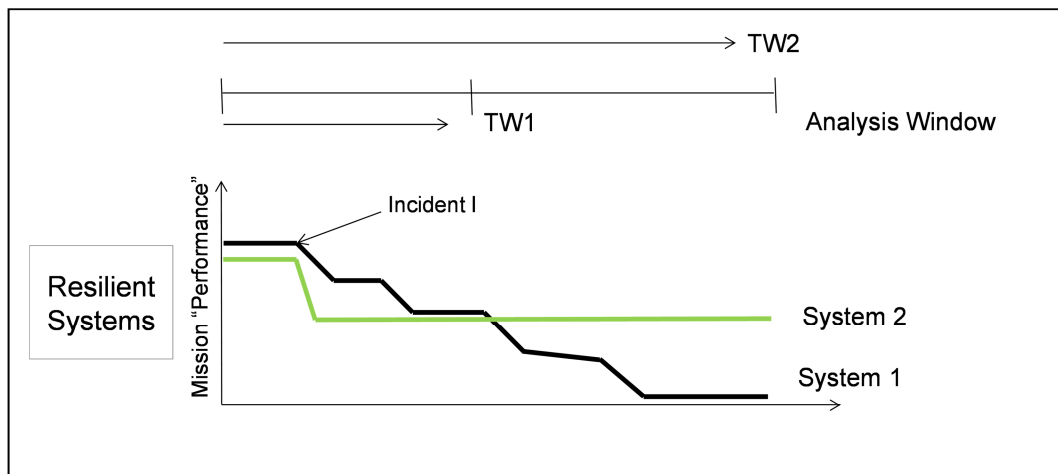 TW2
TW1
Analysis Window
Mission “Performance”
Incident I
Resilient
Systems
System 2
System 1